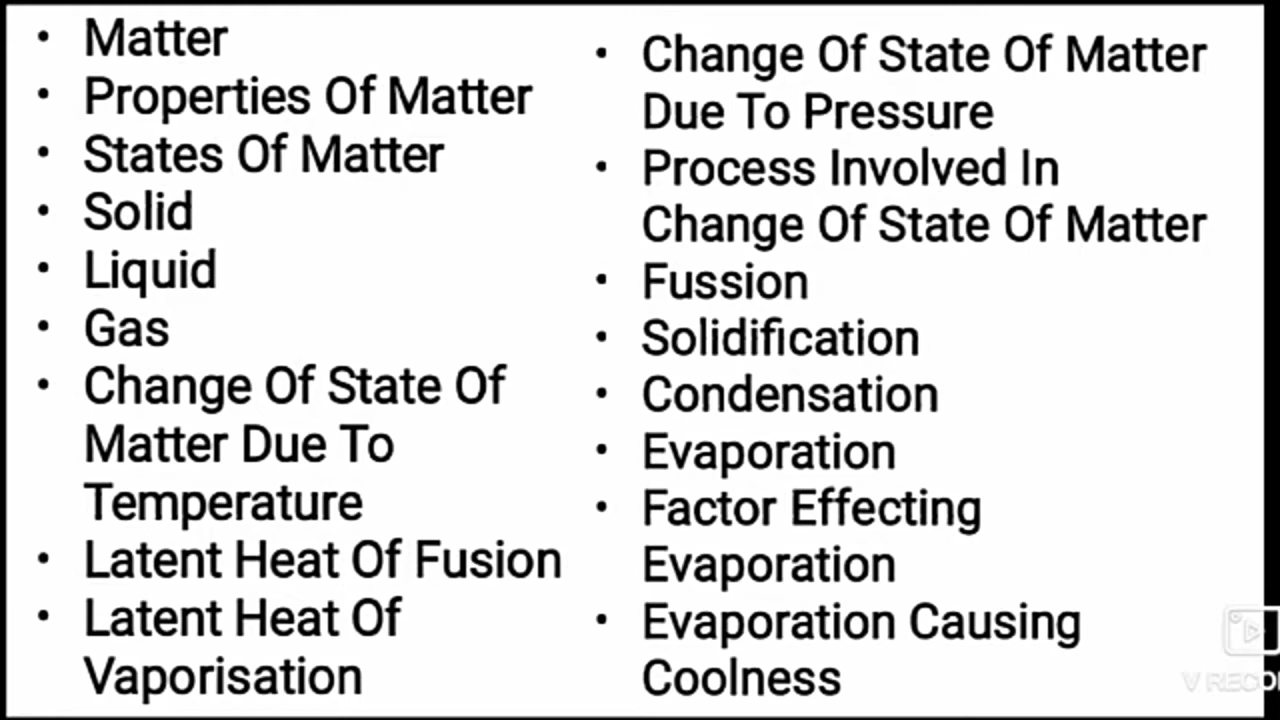 • Matter
• Properties Of Matter
• States Of Matter
• Solid
• Liquid
• Gas
• Change Of State Of
Matter Due To
Temperature
• Latent Heat Of Fusion
• Latent Heat Of
Vaporisation
• Change Of State Of Matter
Due To Pressure
• Process Involved In
Change Of State Of Matter
• Fussion
• Solidification
• Condensation
• Evaporation
• Factor Effecting
Evaporation
• Evaporation Causing
Coolness